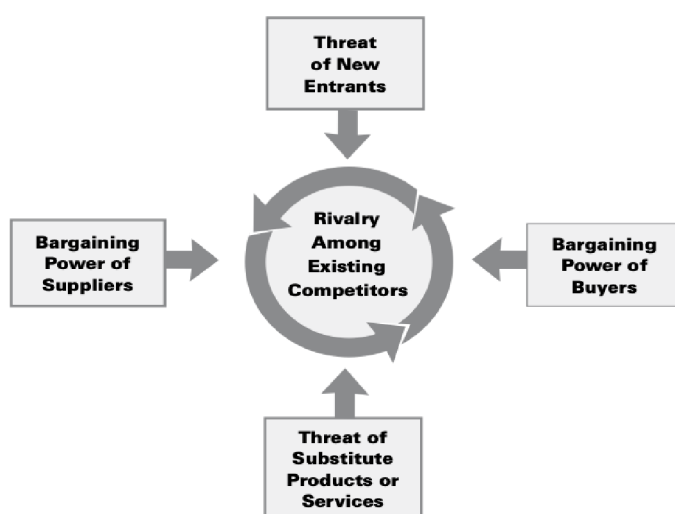 Threat
of New
Entrants
Bargaining
Power of
Suppliers
Rivalry
Among
Existing
Competitors
Bargaining
Power of
Buyers
Threat of
Substitute
Products or
Services